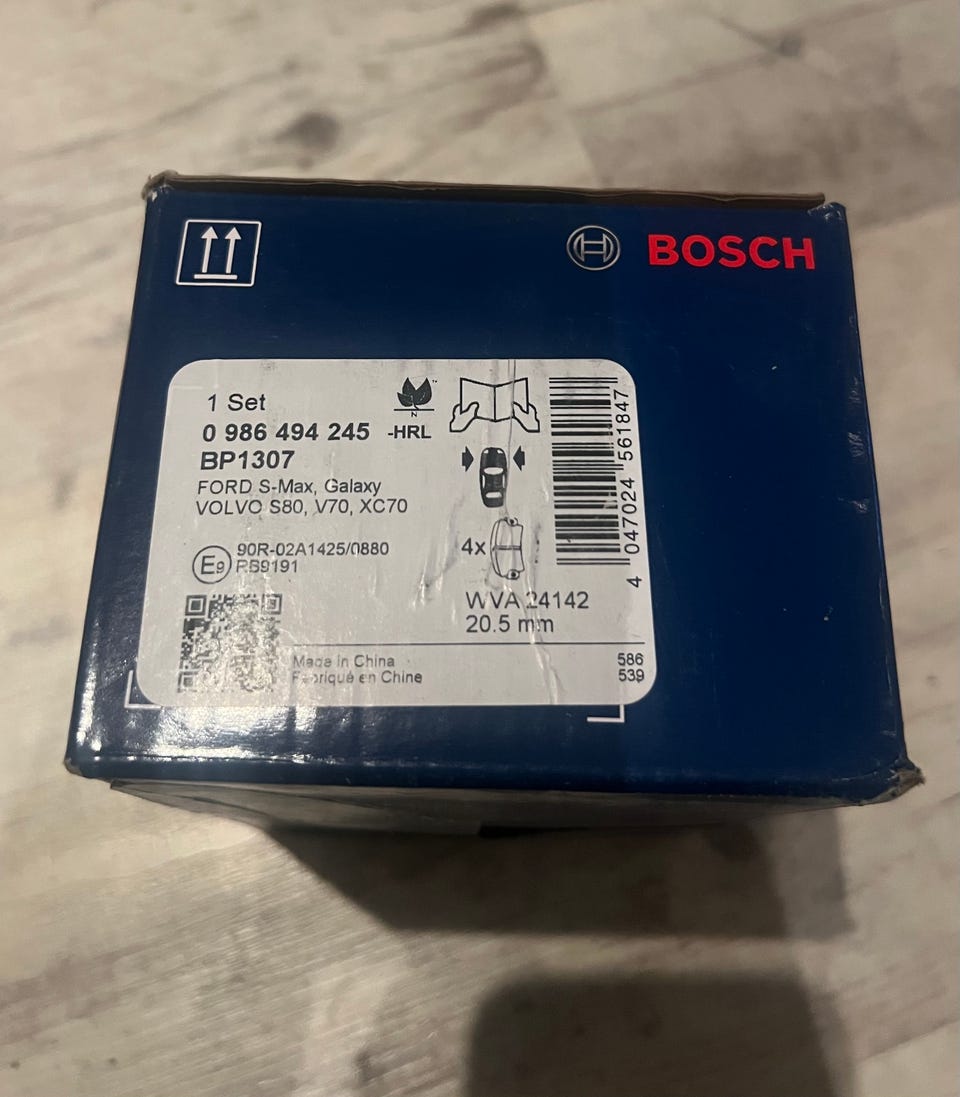 BOSCH
1 Set
0 986 494 245 -HRL
BP1307
FORD S-Max, Galaxy
VOLVO S80, V70, XC70
E9
90R-02A1425/0880
RB9191
N
4x
4 047024 561847
WVA 24142
20.5 mm
Made in China
Fabriqué en Chine
586
539